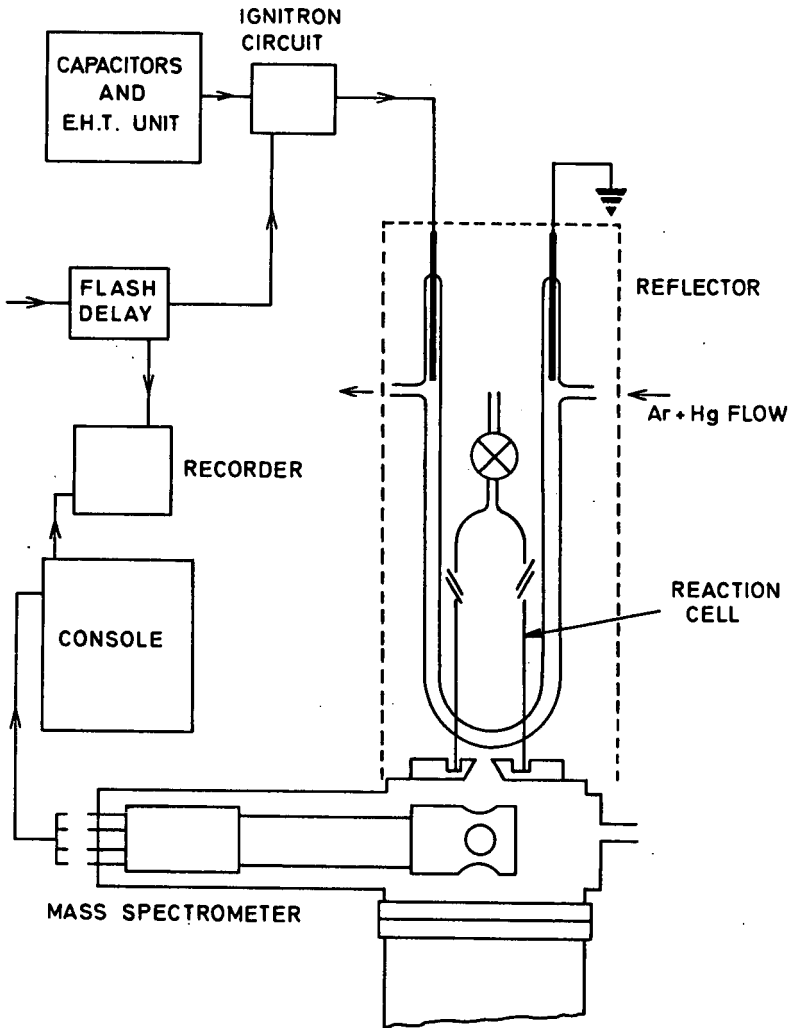 IGNITRON
CIRCUIT
CAPACITORS
AND
E.H.T. UNIT
FLASH
DELAY
REFLECTOR
Ar + Hg FLOW
RECORDER
REACTION
CELL
CONSOLE
MASS SPECTROMETER